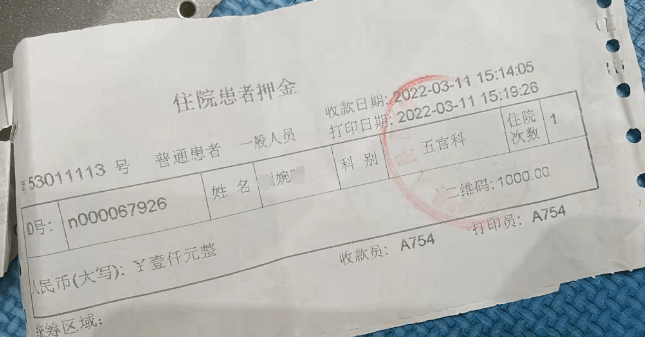 住院患者押金
收款日期: 2022-03-11 15:14:05
打印日期: 2022-03-11 15:19:26
53011113 号 普通患者 一般人员
号: n000067926 姓 名 婉 科 别 五官科 住院次数 1
二维码: 1000.00
民币(大写): ￥壹仟元整
收款员: A754 打印员: A754
筹区域: